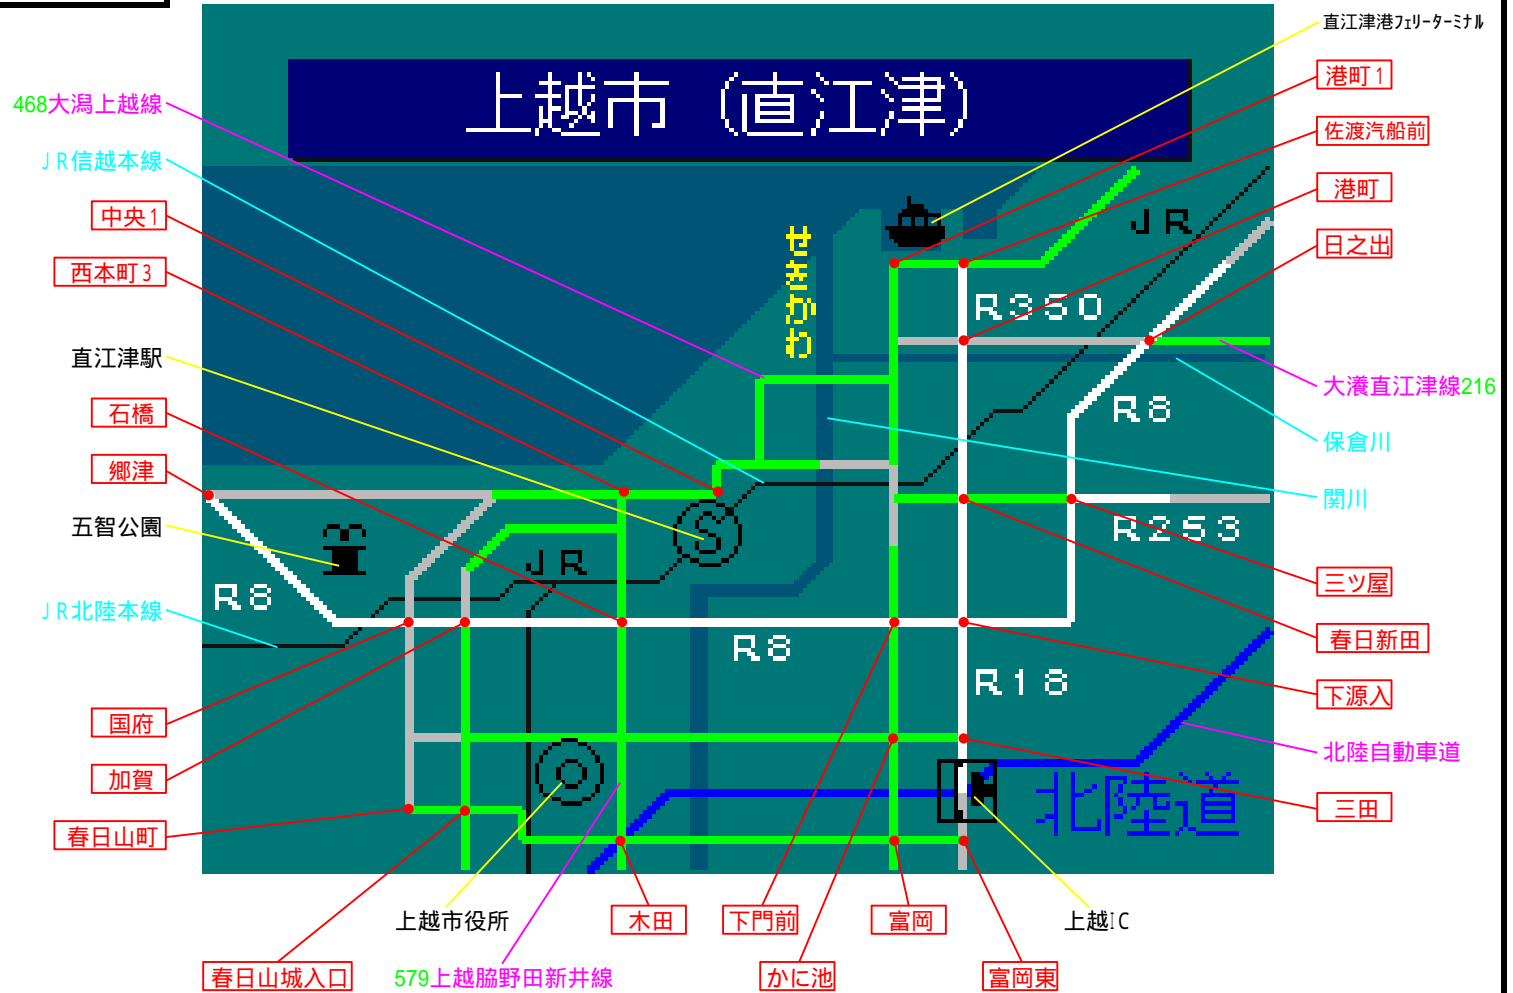 直江津港ﾌｪﾘｰﾀｰﾐﾅﾙ
上越市（直江津）
港町1
468大潟上越線
佐渡汽船前
JR信越本線
港町
中央1
JR
日之出
西本町3
R350
直江津駅
大瀁直江津線216
石橋
R8
保倉川
郷津
関川
五智公園
R253
JR
三ツ屋
R8
JR北陸本線
春日新田
R8
R18
下源入
国府
北陸自動車道
加賀
北陸道
三田
春日山町
上越市役所
木田
下門前
富岡
上越IC
春日山城入口
579上越脇野田新井線
かに池
富岡東